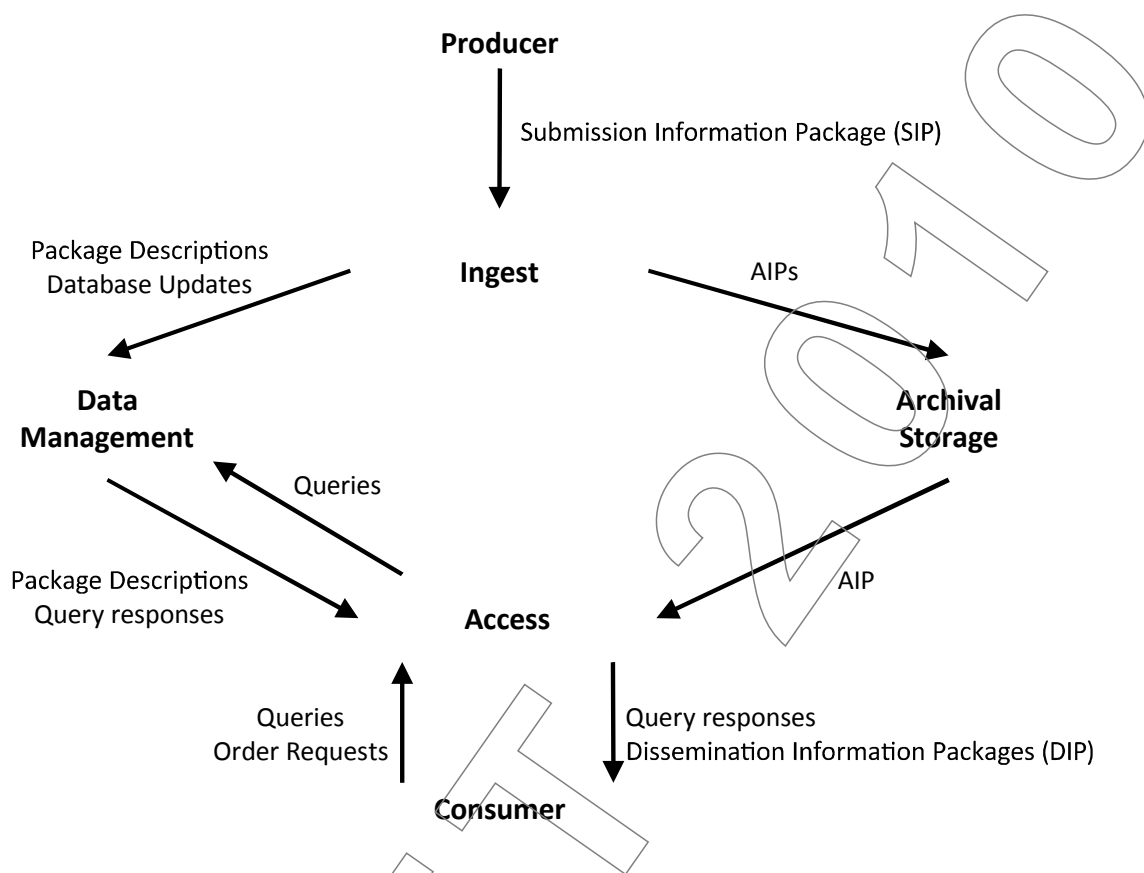 Producer
Submission Information Package (SIP)
Package Descriptions
Database Updates
Ingest
AIPs
Data
Management
Archival
Storage
Queries
Package Descriptions
Query responses
AIP
Access
Queries
Order Requests
Query responses
Dissemination Information Packages (DIP)
Consumer
T 2010